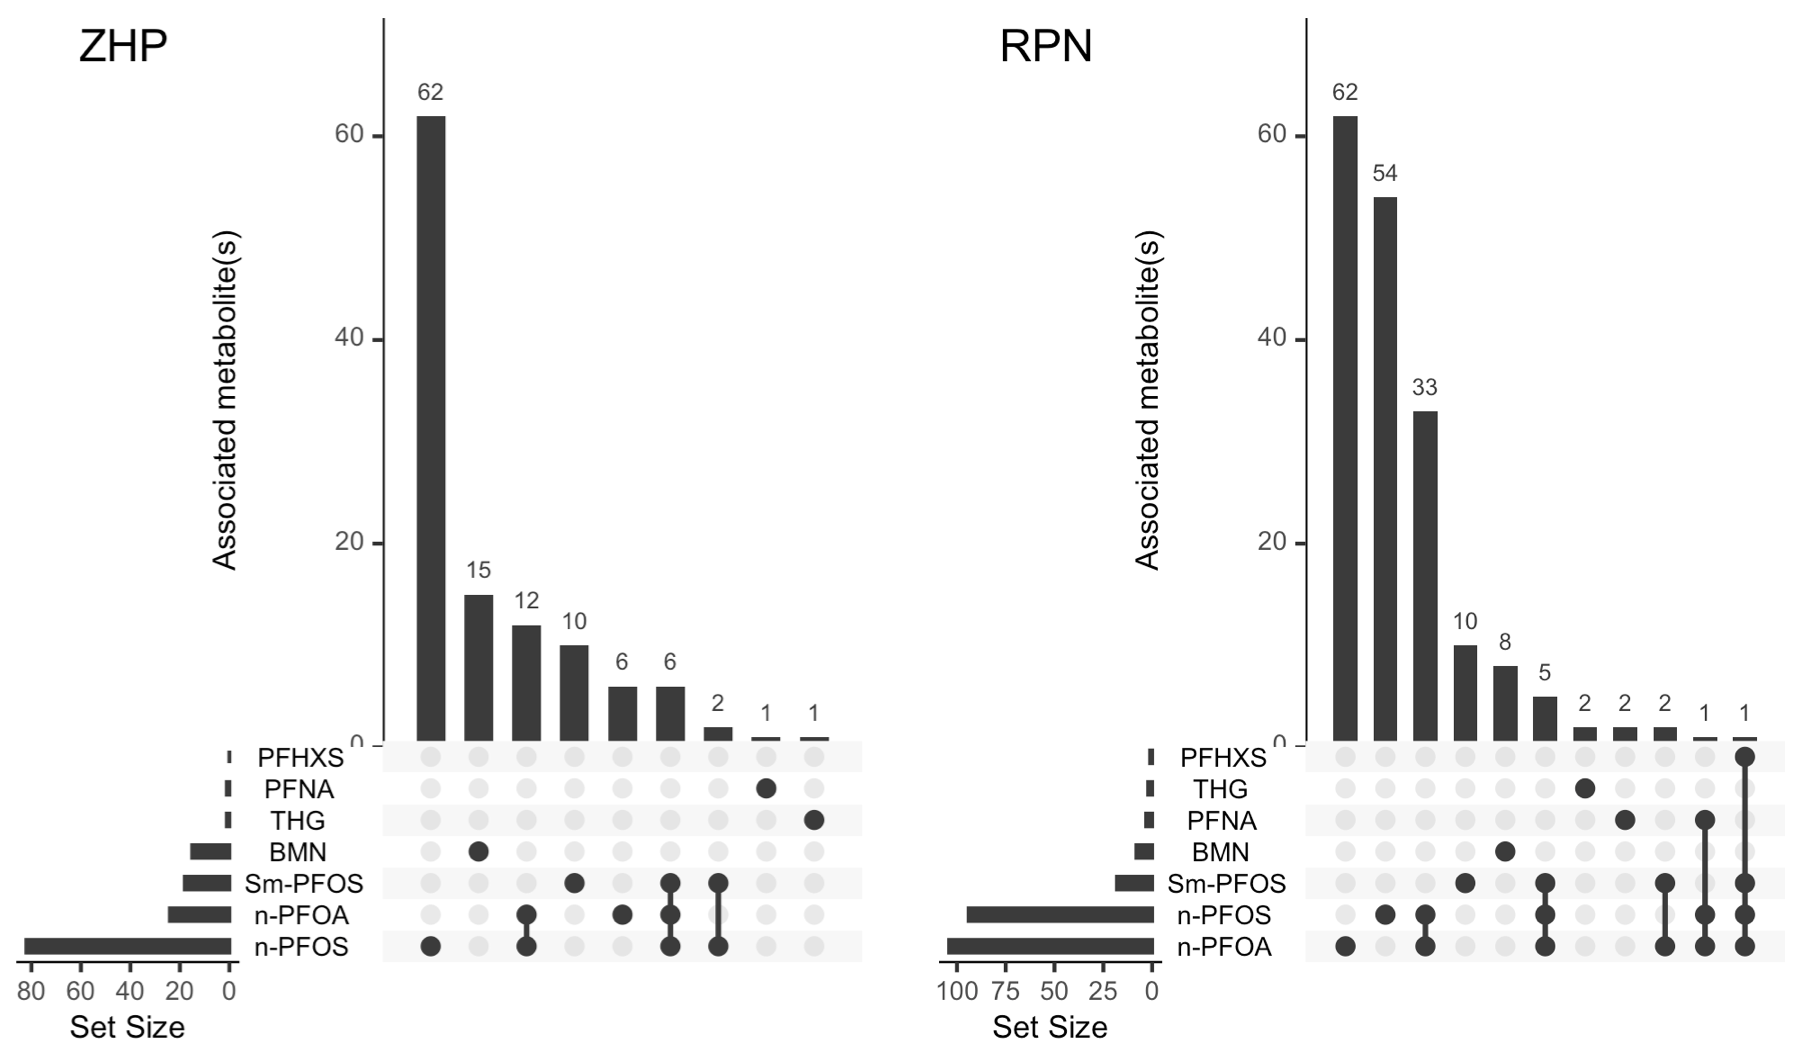 ZHP
Associated metabolite(s)
60
40
20
0
62
15
12
10
6
6
2
1
1
PFHXS
PFNA
THG
BMN
Sm-PFOS
n-PFOA
n-PFOS
80 60 40 20 0
Set Size
RPN
Associated metabolite(s)
60
40
20
0
62
54
33
10
8
5
2
2
2
1
1
PFHXS
THG
PFNA
BMN
Sm-PFOS
n-PFOS
n-PFOA
100 75 50 25 0
Set Size